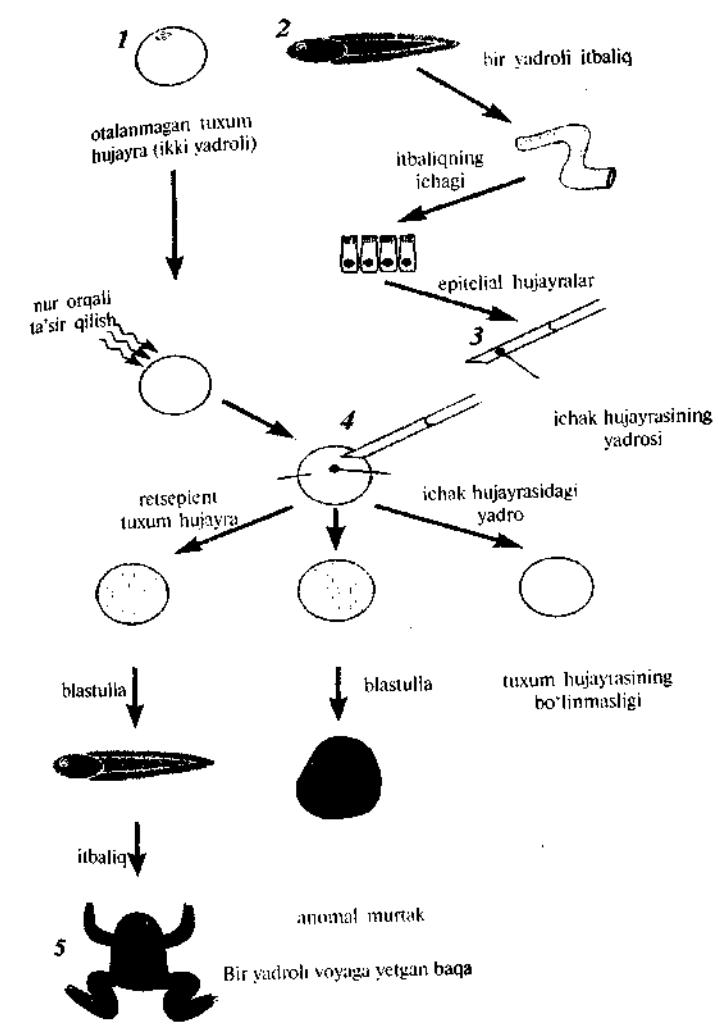 1
2
bir yadroli itbaliq
otalanmagan tuxum
hujayra (ikki yadroli)
itbaliqning
ichagi
epitelial hujayralar
nur orqali
ta'sir qilish
3
4
ichak hujayrasining
yadrosi
retsepient
tuxum hujayra
ichak hujayrasidagi
yadro
blastulla
blastulla
tuxum hujaytasining
bo'linmasligi
itbaliq
anomal murtak
5
Bir yadroli voyaga yetgan baqa